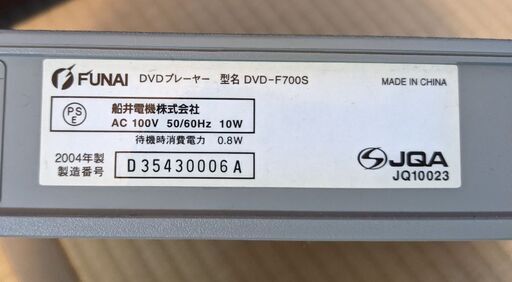 FUNAI DVDプレーヤー 型名 DVD-F700S MADE IN CHINA
PS
E
船井電機株式会社
AC 100V 50/60Hz 10W
待機時消費電力 0.8W
2004年製
製造番号 D35430006A
JQA
JQ10023